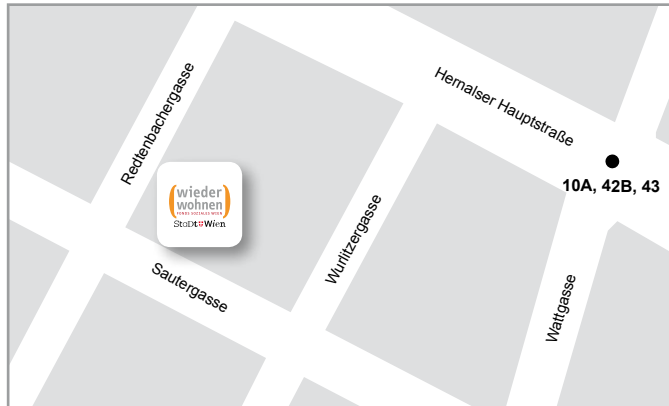 Redtenbachergasse
Hernalser Hauptstraße
10A, 42B, 43
(wieder
wohnen)
FONDS SOZIALES WIEN
StaDt Wien
Sautergasse
Wurlitzergasse
Wattgasse